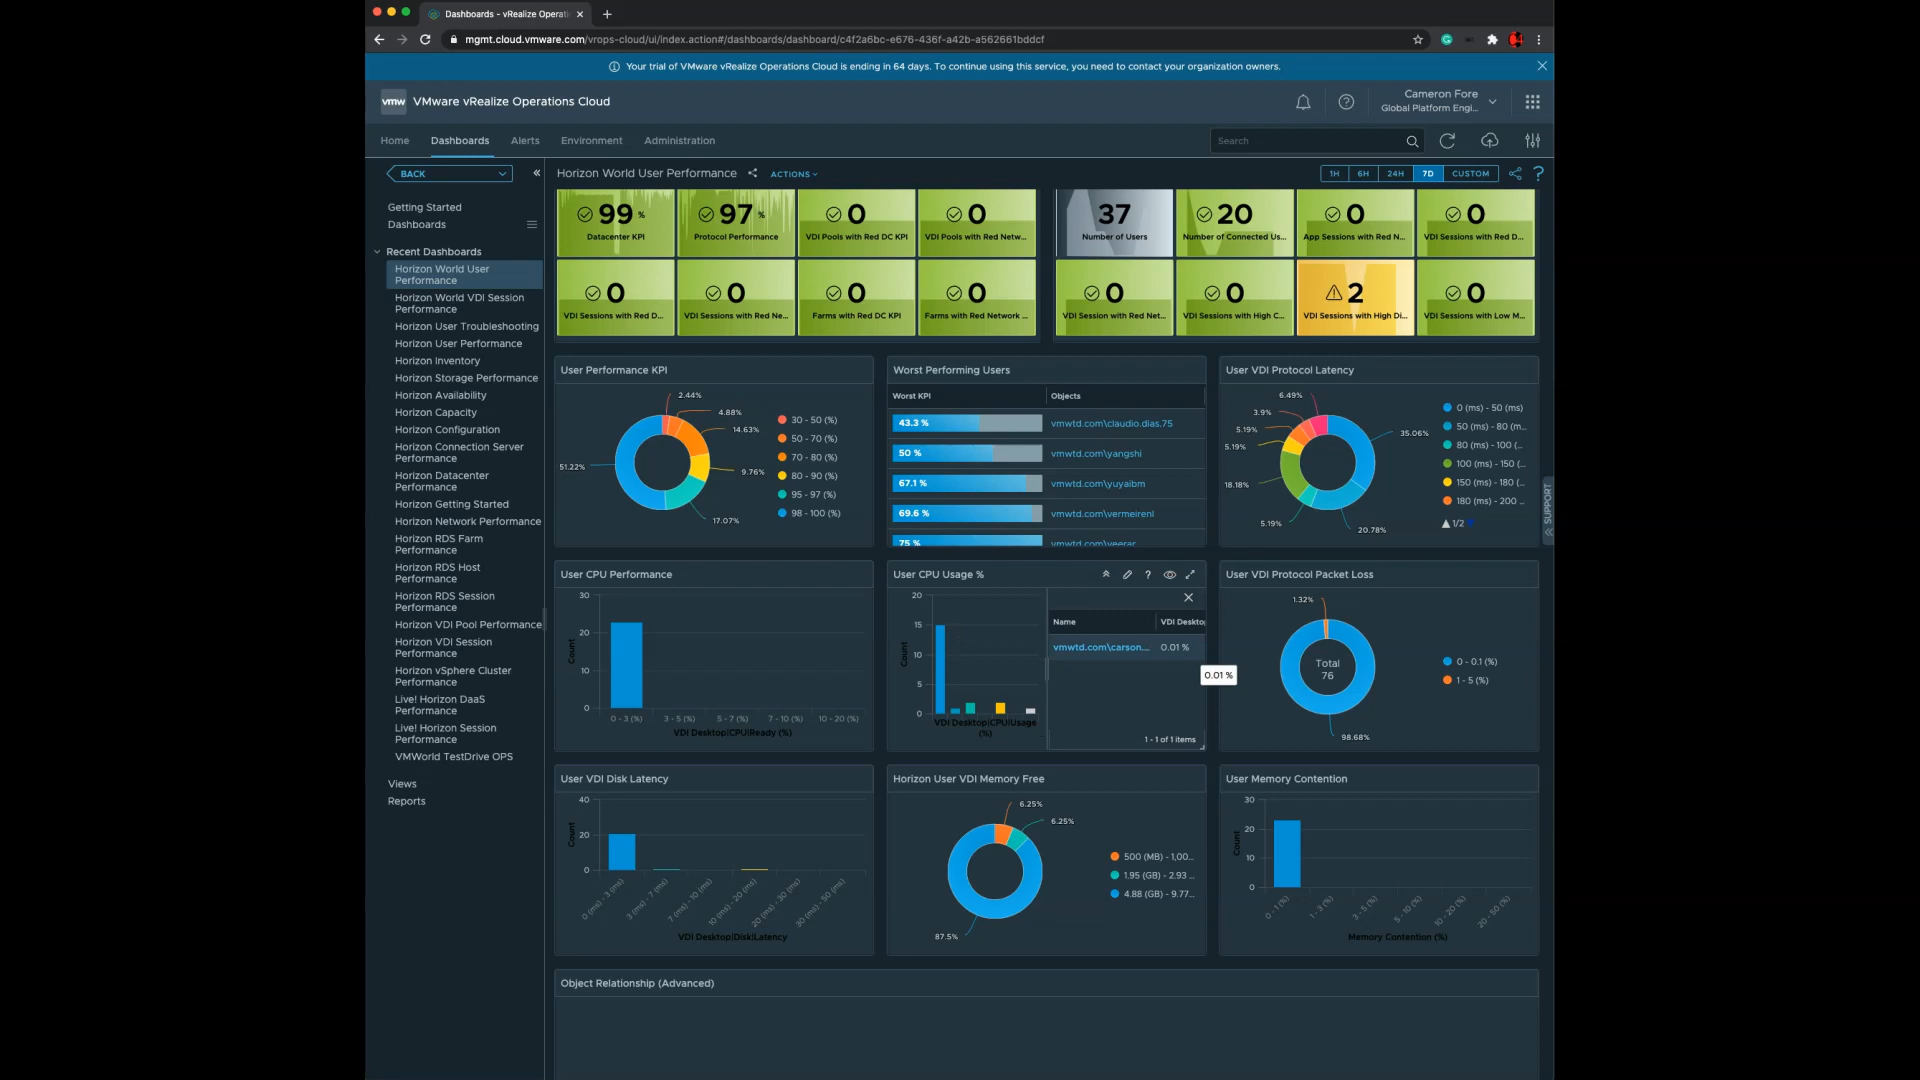 Dashboards - vRealize Operati
mgmt.cloud.vmware.com/vrops-cloud/ui/index.action#/dashboards/dashboard/c4f2a6bc-e676-436f-a42b-a562661bddcf
Your trial of VMware vRealize Operations Cloud is ending in 64 days. To continue using this service, you need to contact your organization owners.
vmw VMware vRealize Operations Cloud
Cameron Fore
Global Platform Engi...
Home Dashboards Alerts Environment Administration
Search
BACK
Getting Started
Dashboards
Recent Dashboards
Horizon World User
Performance
Horizon World VDI Session
Performance
Horizon User Troubleshooting
Horizon User Performance
Horizon Inventory
Horizon Storage Performance
Horizon Availability
Horizon Capacity
Horizon Configuration
Horizon Connection Server
Performance
Horizon Datacenter
Performance
Horizon Getting Started
Horizon Network Performance
Horizon RDS Farm
Performance
Horizon RDS Host
Performance
Horizon RDS Session
Performance
Horizon VDI Pool Performance
Horizon VDI Session
Performance
Horizon vSphere Cluster
Performance
Live! Horizon DaaS
Performance
Live! Horizon Session
Performance
VMWorld TestDrive OPS
Views
Reports
Horizon World User Performance ACTIONS
1H 6H 24H 7D CUSTOM
99 % 97 % 0 0 37 20 0 0
Datacenter KPI Protocol Performance VDI Pools with Red DC KPI VDI Pools with Red Netw... Number of Users Number of Connected Us... App Sessions with Red N... VDI Sessions with Red D...
0 0 0 0 0 0 2 0
VDI Sessions with Red D... VDI Sessions with Red Ne... Farms with Red DC KPI Farms with Red Network ... VDI Session with Red Net... VDI Sessions with High C... VDI Sessions with High Di... VDI Sessions with Low M...
User Performance KPI
2.44%
4.88%
14.63%
9.76%
17.07%
51.22%
30 - 50 (%)
50 - 70 (%)
70 - 80 (%)
80 - 90 (%)
95 - 97 (%)
98 - 100 (%)
Worst Performing Users
Worst KPI Objects
43.3 % vmwtd.com\claudio.dias.75
50 % vmwtd.com\yangshi
67.1 % vmwtd.com\yuyaibm
69.6 % vmwtd.com\vermeirenl
75 % vmwtd.com\veerar
User VDI Protocol Latency
6.49%
3.9%
5.19%
5.19%
18.18%
5.19%
20.78%
35.06%
0 (ms) - 50 (ms)
50 (ms) - 80 (m...
80 (ms) - 100 (...
100 (ms) - 150 (...
150 (ms) - 180 (...
180 (ms) - 200 ...
1/2
SUPPORT
User CPU Performance
30
20
10
0
Count
0 - 3 (%) 3 - 5 (%) 5 - 7 (%) 7 - 10 (%) 10 - 20 (%)
VDI Desktop|CPU|Ready (%)
User CPU Usage %
20
15
10
5
0
Count
VDI Desktop|CPU|Usage
(%)
Name VDI Deskto
vmwtd.com\carson... 0.01 %
0.01 %
1 - 1 of 1 items
User VDI Protocol Packet Loss
1.32%
Total
76
98.68%
0 - 0.1 (%)
1 - 5 (%)
User VDI Disk Latency
40
20
0
Count
0 (ms) - 3 (ms) 3 (ms) - 7 (ms) 7 (ms) - 10 (ms) 10 (ms) - 20 (ms) 20 (ms) - 30 (ms) 30 (ms) - 50 (ms)
VDI Desktop|Disk|Latency
Horizon User VDI Memory Free
6.25%
6.25%
87.5%
500 (MB) - 1,00...
1.95 (GB) - 2.93 ...
4.88 (GB) - 9.77...
User Memory Contention
30
20
10
0
Count
0 - 1 (%) 1 - 3 (%) 3 - 5 (%) 5 - 10 (%) 10 - 20 (%) 20 - 50 (%)
Memory Contention (%)
Object Relationship (Advanced)